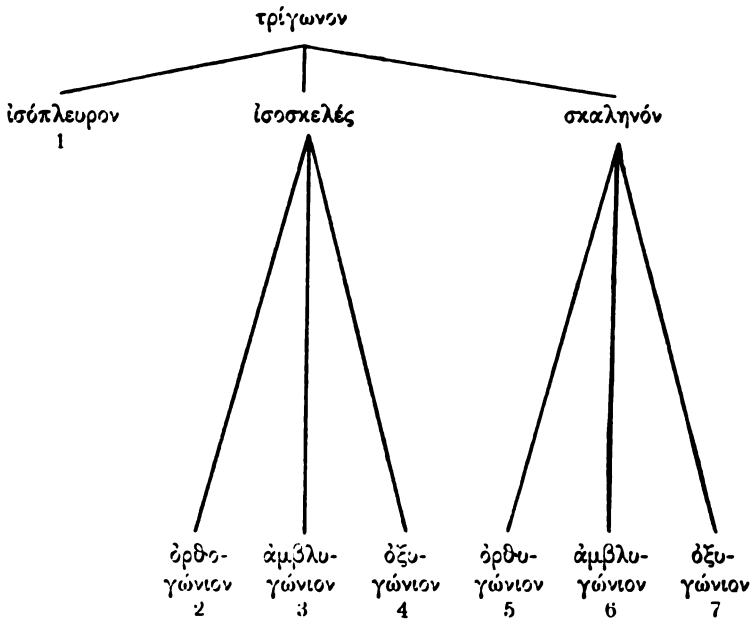 τρίγωνον
ἰσόπλευρον ἰσοσκελές σκαληνόν
1
ὀρθο- ἀμβλυ- ὀξυ- ὀρθυ- ἀμβλυ- ὀξυ-
γώνιον γώνιον γώνιον γώνιον γώνιον γώνιον
2 3 4 5 6 7